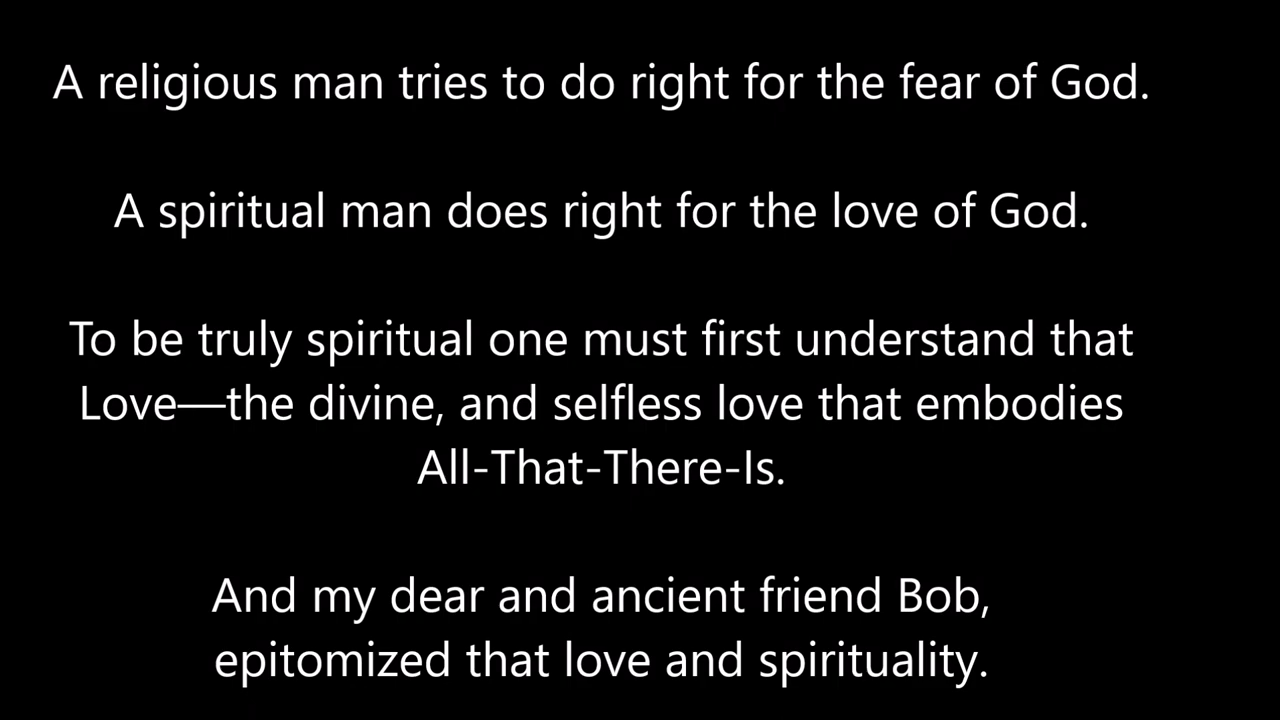 A religious man tries to do right for the fear of God.
A spiritual man does right for the love of God.
To be truly spiritual one must first understand that
Love—the divine, and selfless love that embodies
All-That-There-Is.
And my dear and ancient friend Bob,
epitomized that love and spirituality.